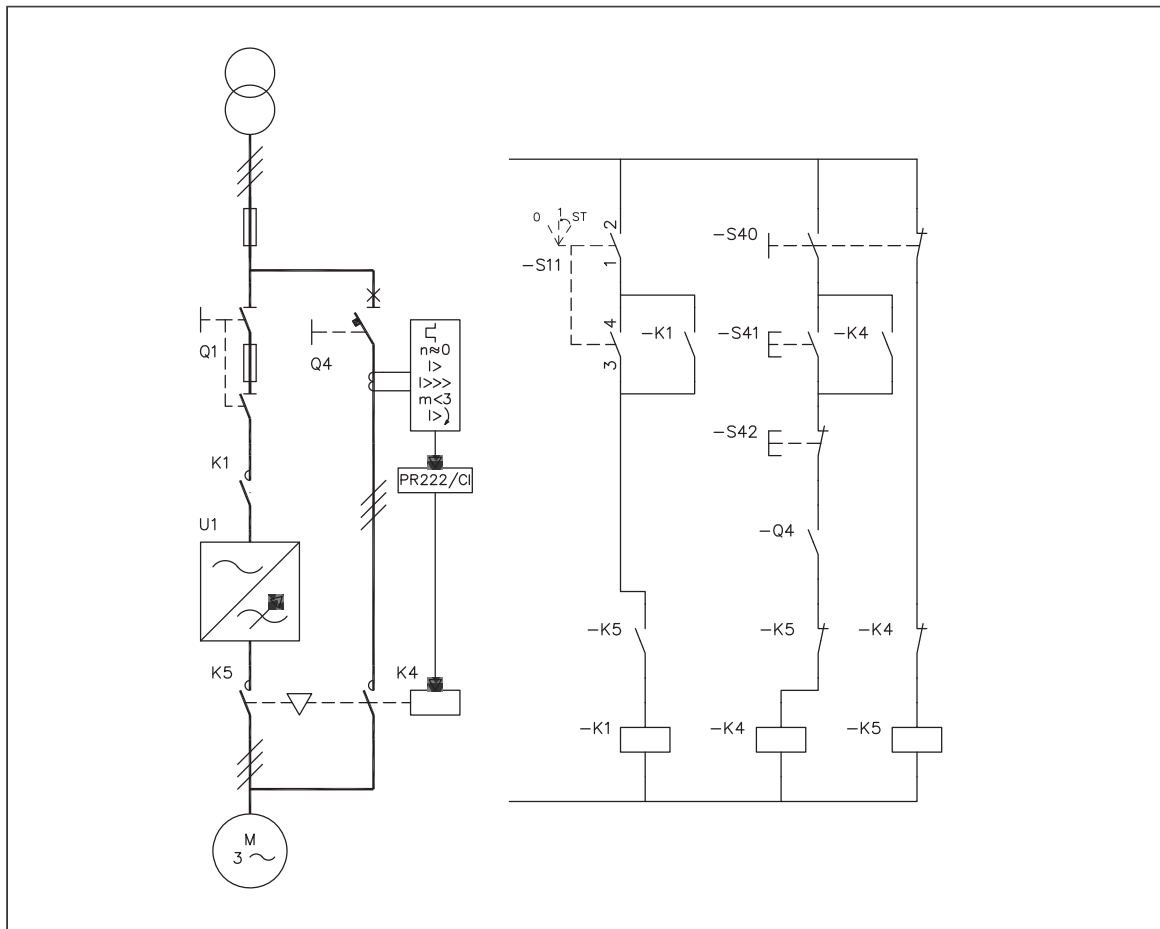 Q1
Q4
n≈0
I>
I>>>
m<3
I>
PR222/CI
K1
U1
K5
K4
M
3
0
1
ST
-S11
2
1
4
3
-K1
-S40
-S41
-K4
-S42
-Q4
-K5
-K5
-K4
-K1
-K4
-K5